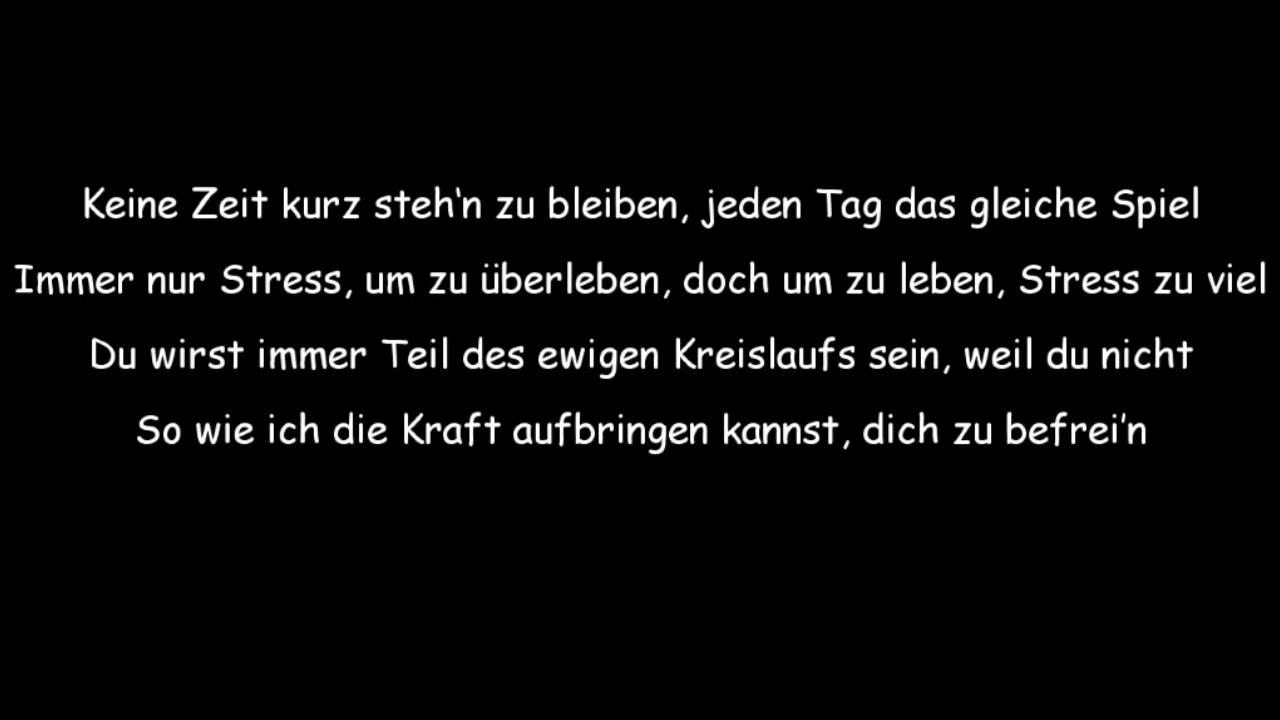 Keine Zeit kurz steh'n zu bleiben, jeden Tag das gleiche Spiel
Immer nur Stress, um zu überleben, doch um zu leben, Stress zu viel
Du wirst immer Teil des ewigen Kreislaufs sein, weil du nicht
So wie ich die Kraft aufbringen kannst, dich zu befrei'n